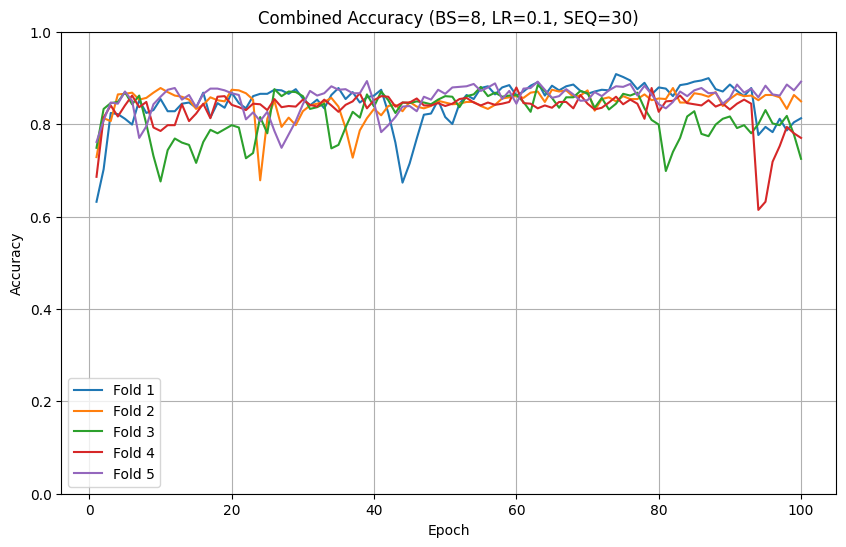 Combined Accuracy (BS=8, LR=0.1, SEQ=30)
1.0
0.8
0.6
0.4
0.2
0.0
Accuracy
Fold 1
Fold 2
Fold 3
Fold 4
Fold 5
0 20 40 60 80 100
Epoch